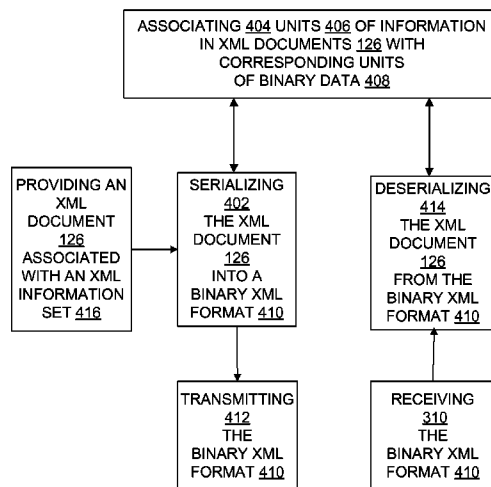 ASSOCIATING 404 UNITS 406 OF INFORMATION
IN XML DOCUMENTS 126 WITH
CORRESPONDING UNITS
OF BINARY DATA 408
PROVIDING AN
XML
DOCUMENT
126
ASSOCIATED
WITH AN XML
INFORMATION
SET 416
SERIALIZING
402
THE XML
DOCUMENT
126
INTO A
BINARY XML
FORMAT 410
DESERIALIZING
414
THE XML
DOCUMENT
126
FROM THE
BINARY XML
FORMAT 410
TRANSMITTING
412
THE
BINARY XML
FORMAT 410
RECEIVING
310
THE
BINARY XML
FORMAT 410